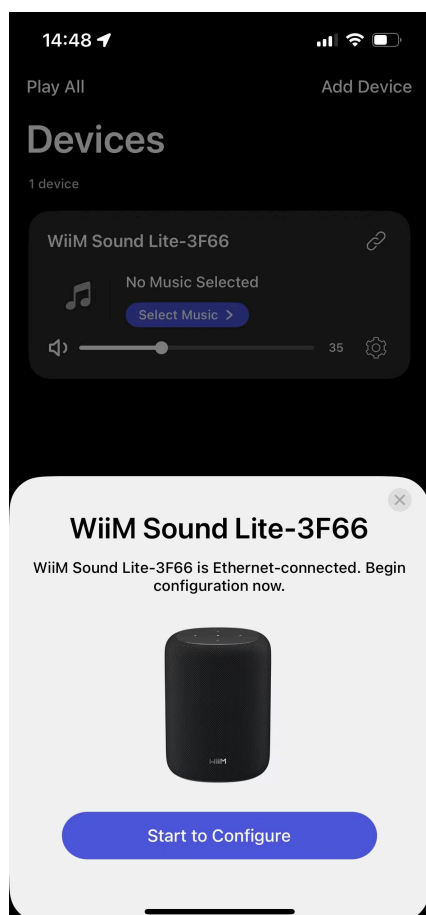 14:48
Play All
Add Device
Devices
1 device
WiiM Sound Lite-3F66
No Music Selected
Select Music >
35
WiiM Sound Lite-3F66
WiiM Sound Lite-3F66 is Ethernet-connected. Begin
configuration now.
WiiM
Start to Configure